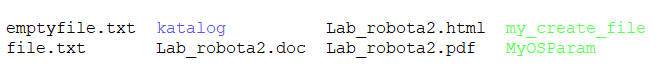 emptyfile.txt katalog Lab_robota2.html my_create_file
file.txt Lab_robota2.doc Lab_robota2.pdf MyOSParam